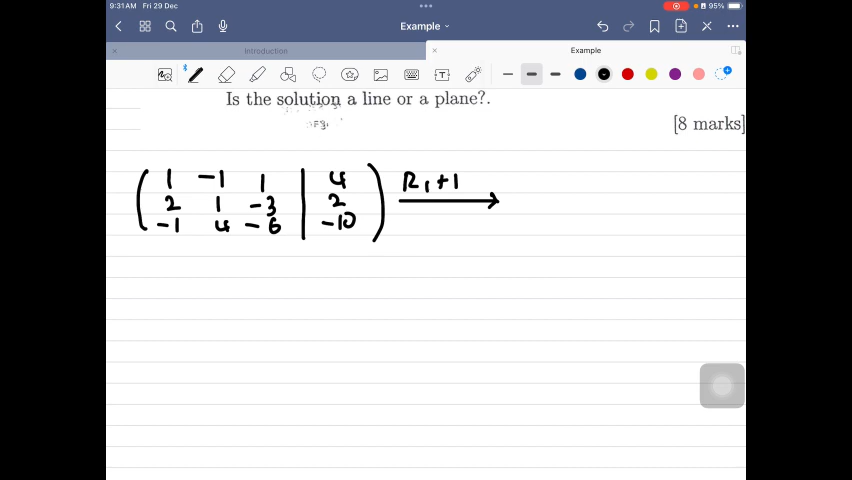 9:31AM Fri 29 Dec
95%
Example
Introduction
Example
Is the solution a line or a plane?.
[8 marks]
1 -1 1 | 4
2 1 -3 | 2
-1 4 -6 | -10
R₁ + 1